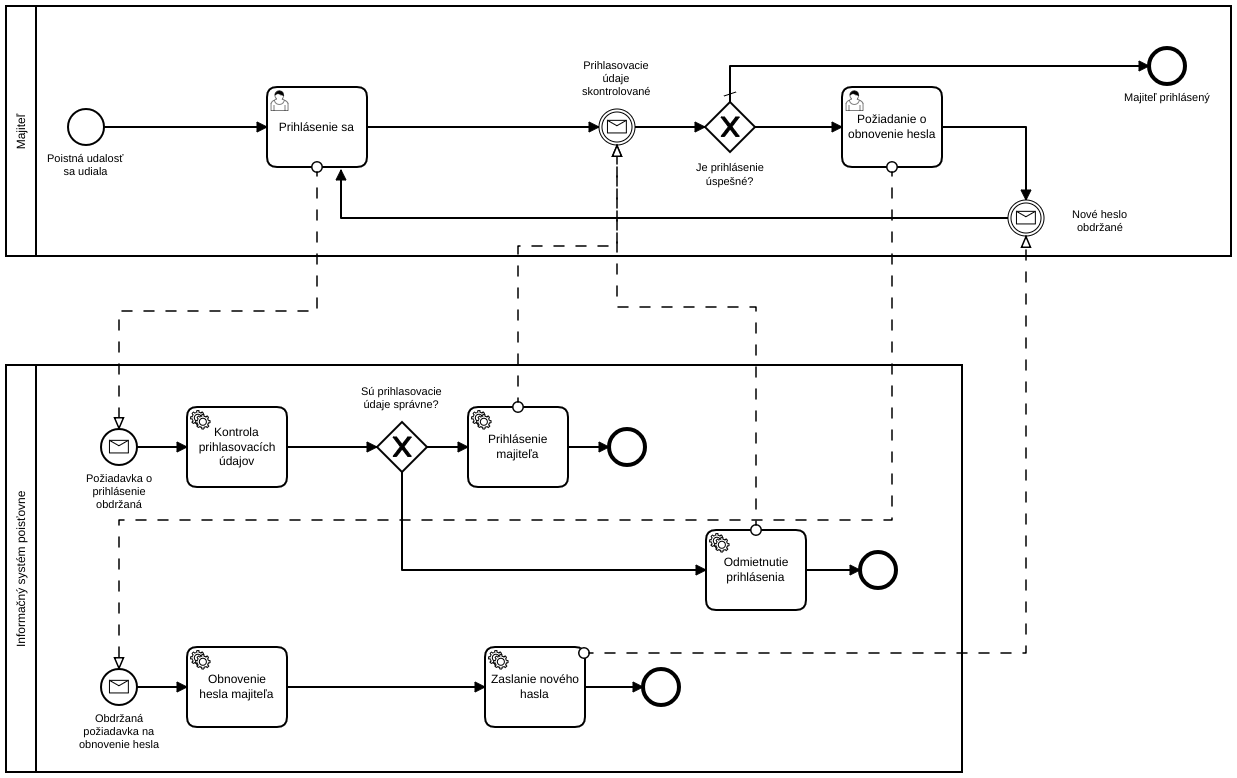 Majiteľ
Poistná udalosť
sa udiala
Prihlásenie sa
Prihlasovacie
údaje
skontrolované
Je prihlásenie
úspešné?
Požiadanie o
obnovenie hesla
Majiteľ prihlásený
Nové heslo
obdržané
Informačný systém poisťovne
Požiadavka o
prihlásenie
obdržaná
Kontrola
prihlasovacích
údajov
Sú prihlasovacie
údaje správne?
Prihlásenie
majiteľa
Odmietnutie
prihlásenia
Obdržaná
požiadavka na
obnovenie hesla
Obnovenie
hesla majiteľa
Zaslanie nového
hasla